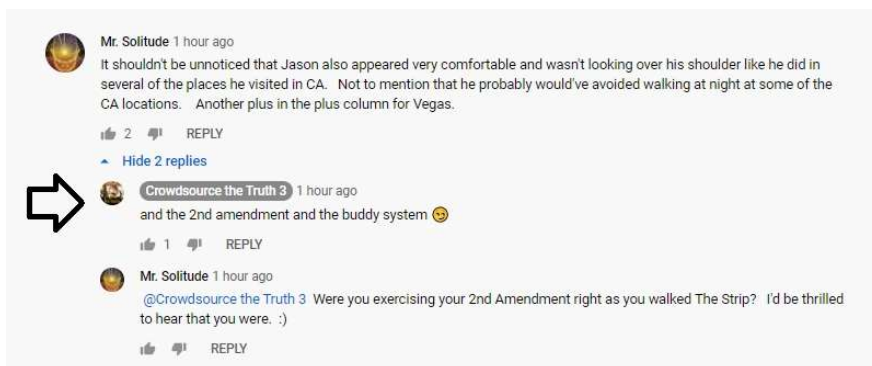 Mr. Solitude 1 hour ago
It shouldn't be unnoticed that Jason also appeared very comfortable and wasn't looking over his shoulder like he did in
several of the places he visited in CA. Not to mention that he probably would've avoided walking at night at some of the
CA locations. Another plus in the plus column for Vegas.
2 REPLY
Hide 2 replies
Crowdsource the Truth 3 1 hour ago
and the 2nd amendment and the buddy system 😏
1 REPLY
Mr. Solitude 1 hour ago
@Crowdsource the Truth 3 Were you exercising your 2nd Amendment right as you walked The Strip? I'd be thrilled
to hear that you were. :)
REPLY